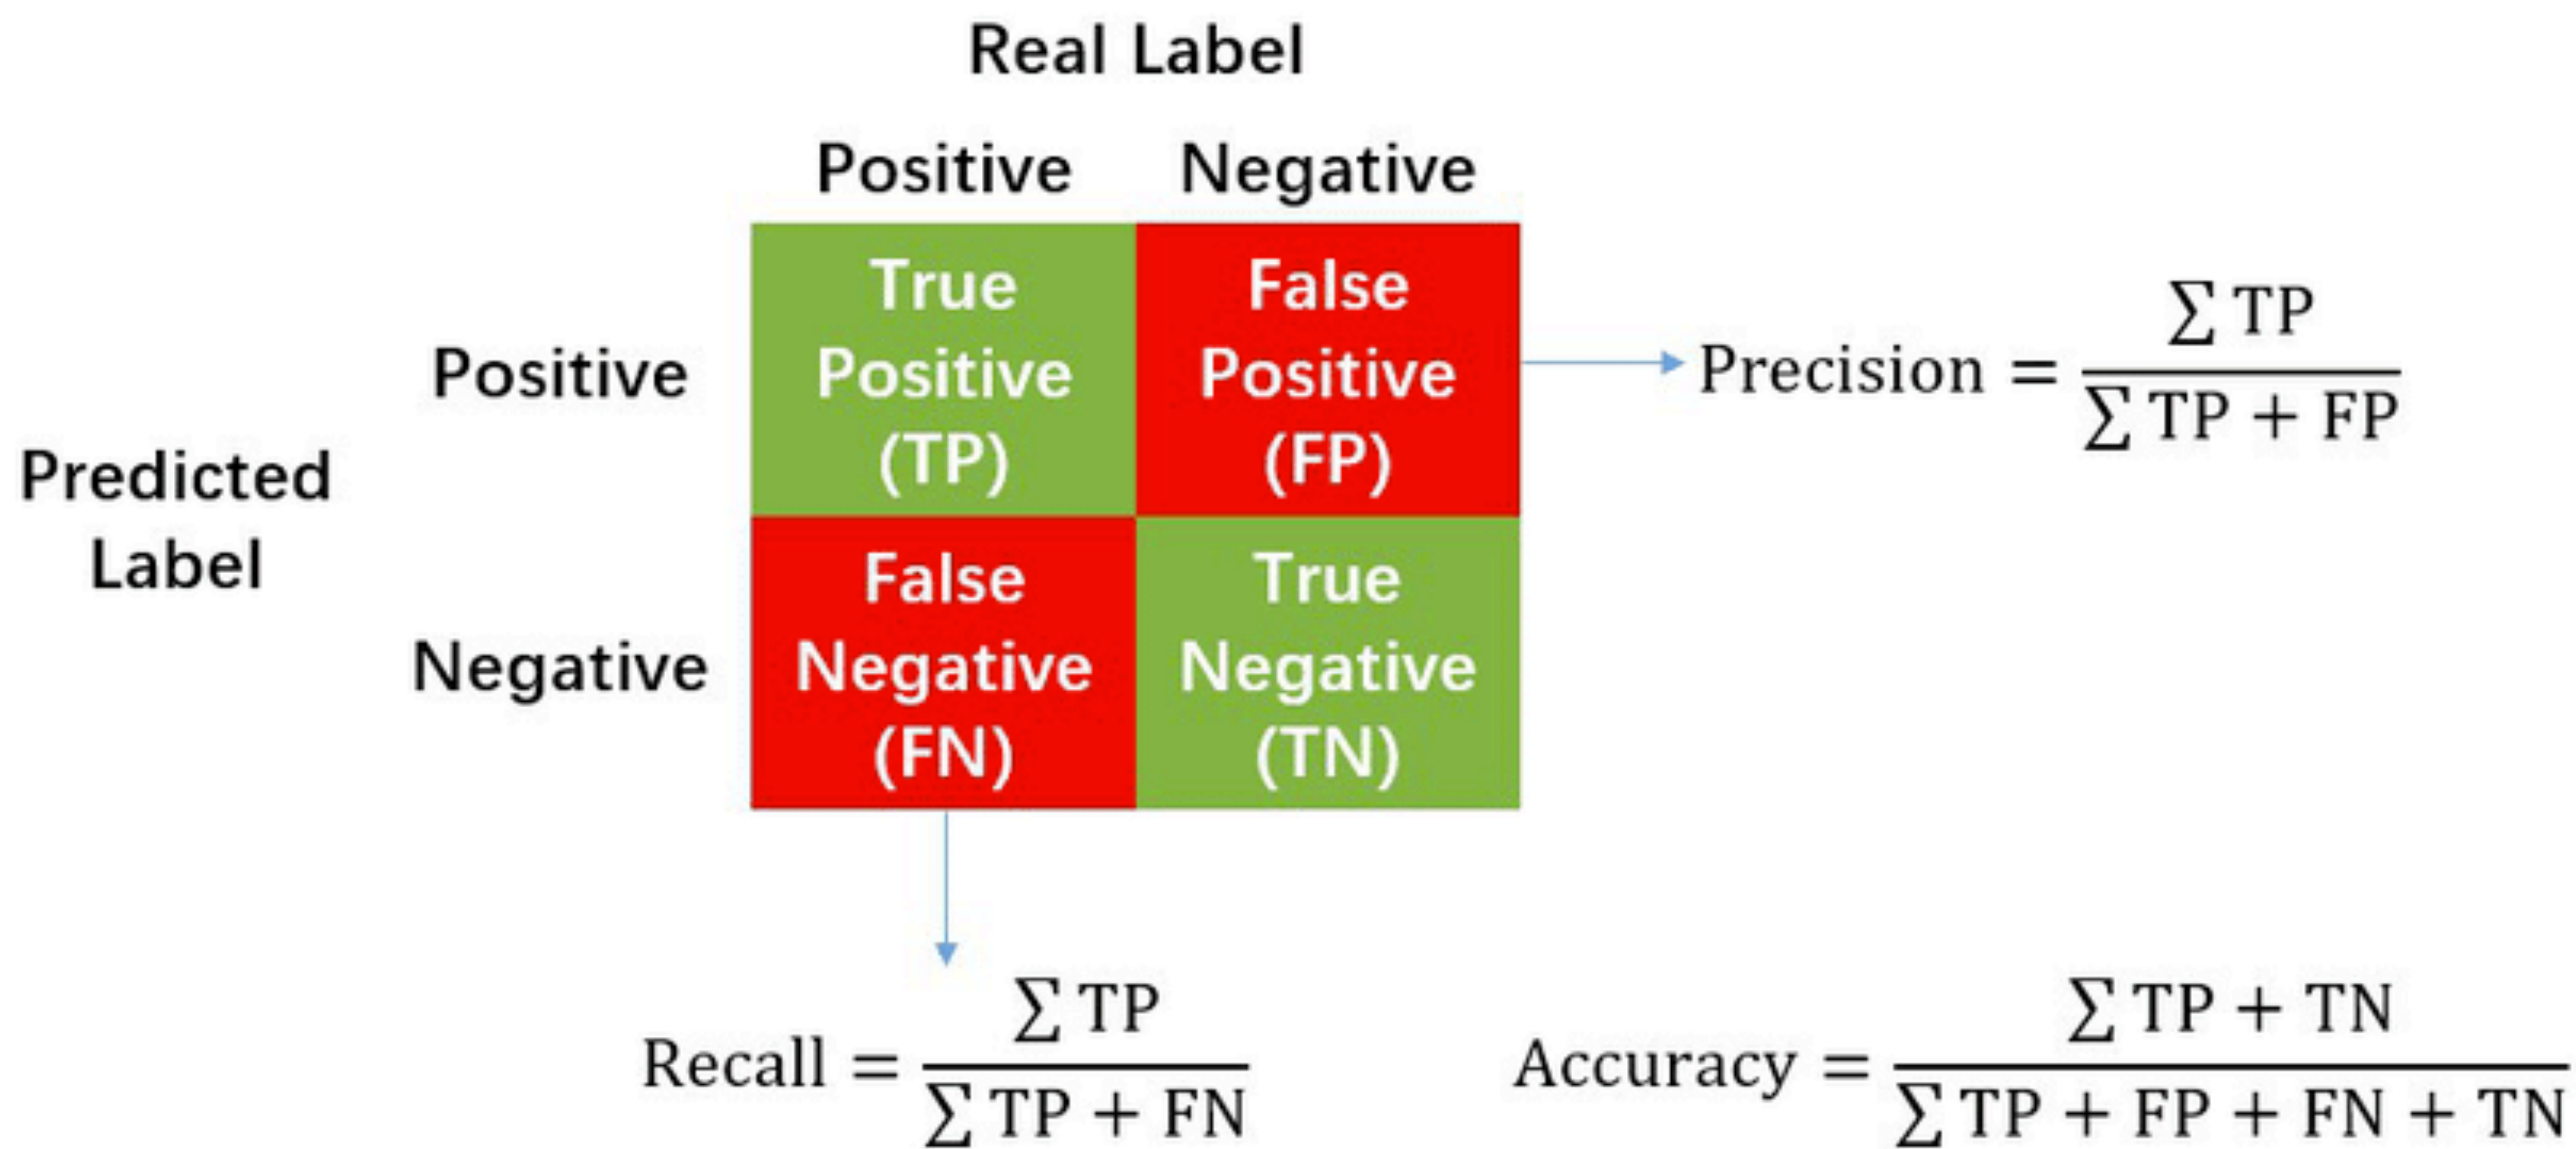 Real Label
Positive Negative
True
Positive
(TP)
False
Positive
(FP)
Positive
Precision = ∑ TP / ∑ TP + FP
Predicted
Label
Negative
False
Negative
(FN)
True
Negative
(TN)
Recall = ∑ TP / ∑ TP + FN
Accuracy = ∑ TP + TN / ∑ TP + FP + FN + TN